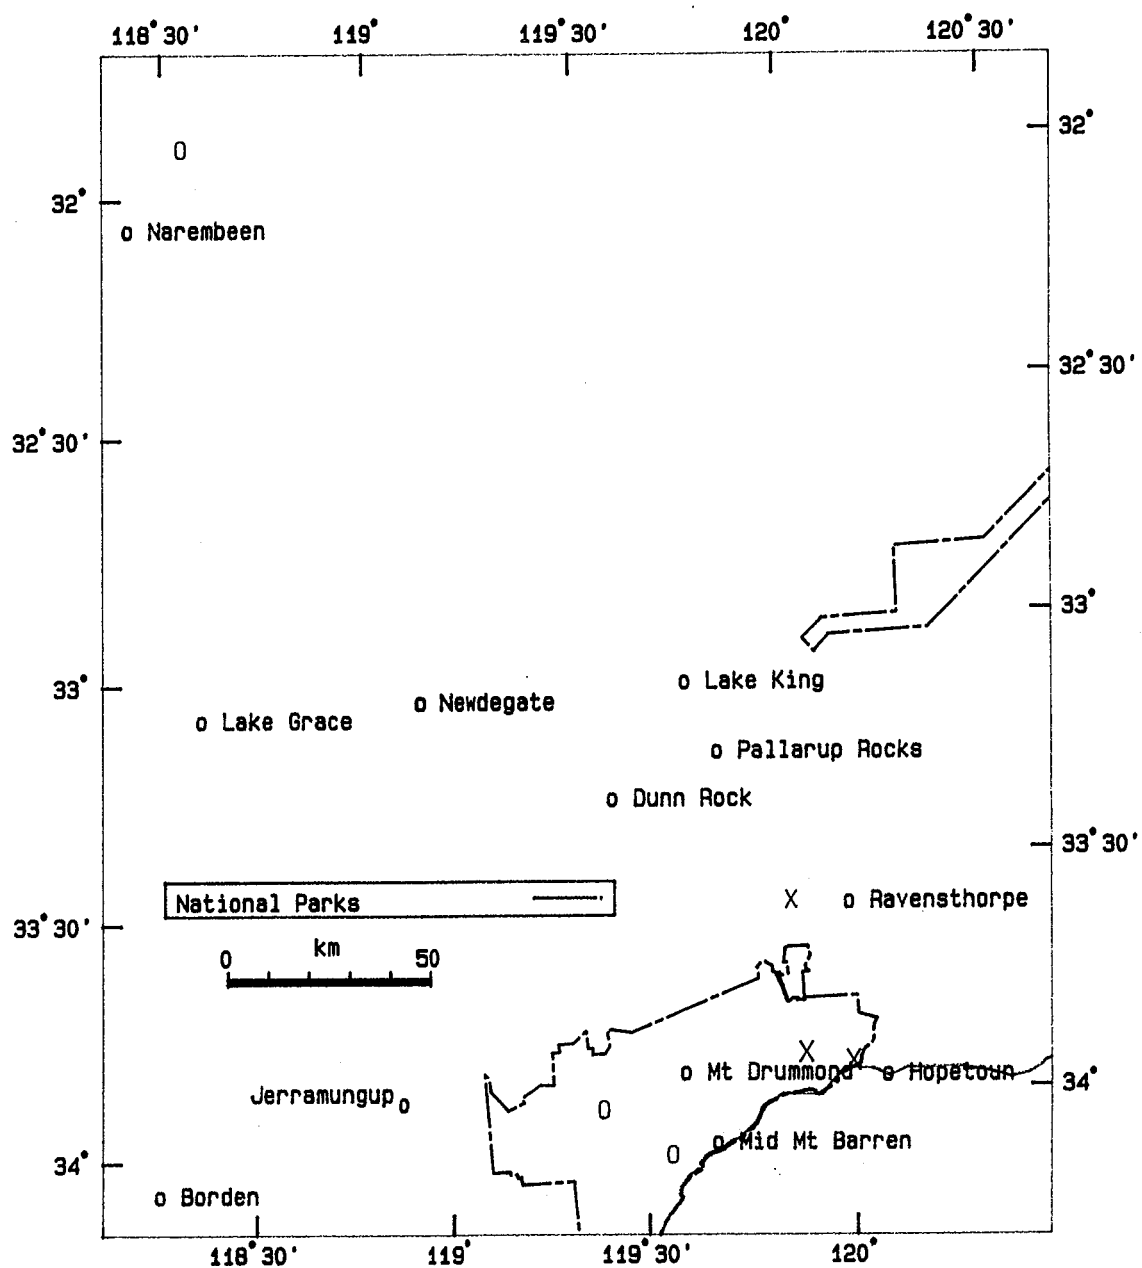 118°30' 119° 119°30' 120° 120°30'
32°
O
32°
o Narembeen
32°30'
32°30'
33°
o Lake King
33°
o Newdegate
o Lake Grace
o Pallarup Rocks
o Dunn Rock
33°30'
X o Ravensthorpe
National Parks
33°30'
km
0 50
X X
o Mt Drummond o Hopetoun
34°
Jerramungup o
O
o Mid Mt Barren
O
34°
o Borden
118°30' 119° 119°30' 120°